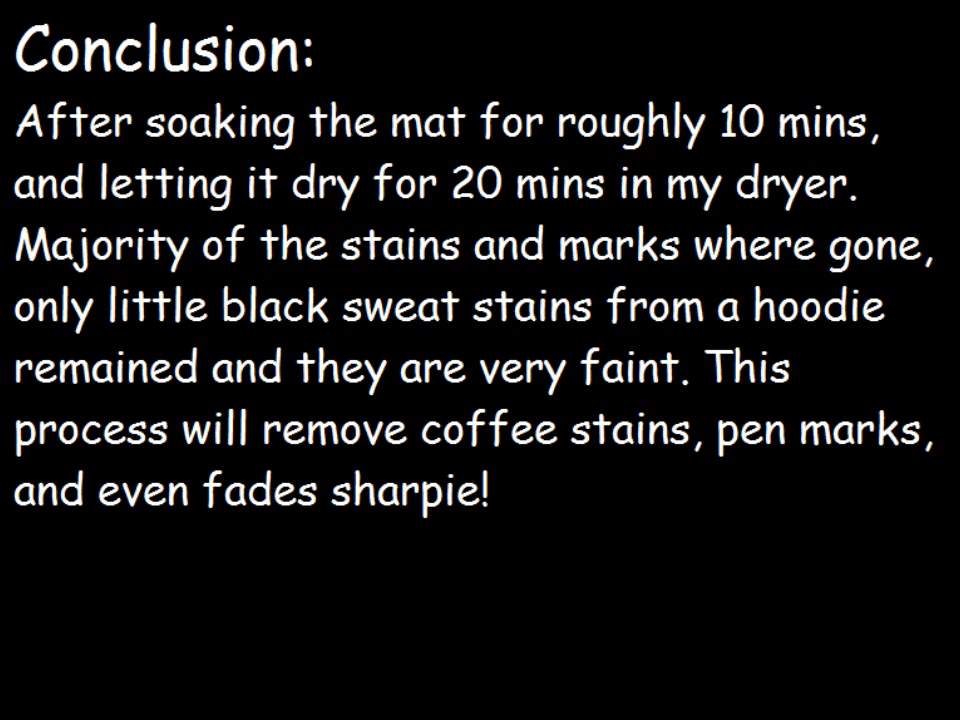 Conclusion:
After soaking the mat for roughly 10 mins,
and letting it dry for 20 mins in my dryer.
Majority of the stains and marks where gone,
only little black sweat stains from a hoodie
remained and they are very faint. This
process will remove coffee stains, pen marks,
and even fades sharpie!